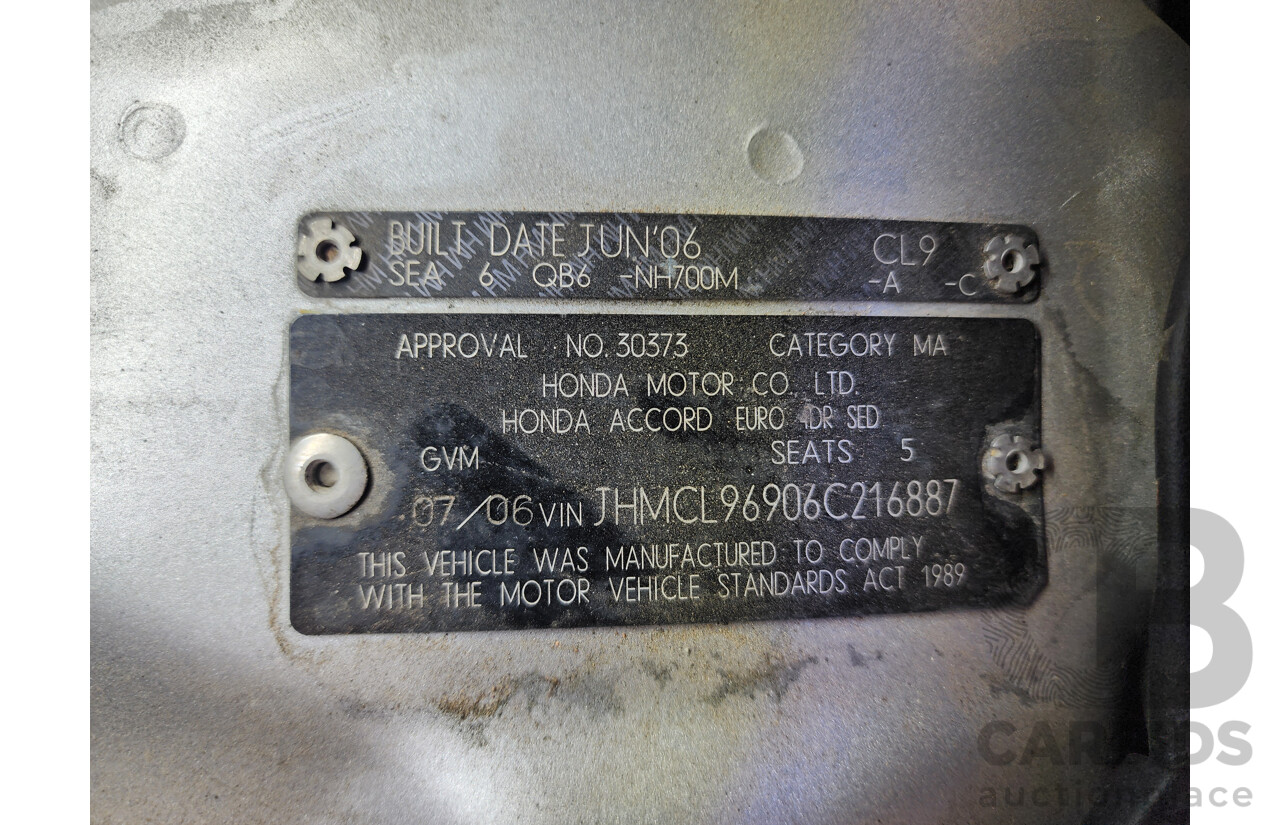 BUILT DATE JUN'06 CL9
SEA 6 QB6 -NH700M -A -C
APPROVAL NO. 30373 CATEGORY MA
HONDA MOTOR CO., LTD.
HONDA ACCORD EURO 4DR SED
GVM SEATS 5
07/06 VIN JHMCL96906C216887
THIS VEHICLE WAS MANUFACTURED TO COMPLY
WITH THE MOTOR VEHICLE STANDARDS ACT 1989